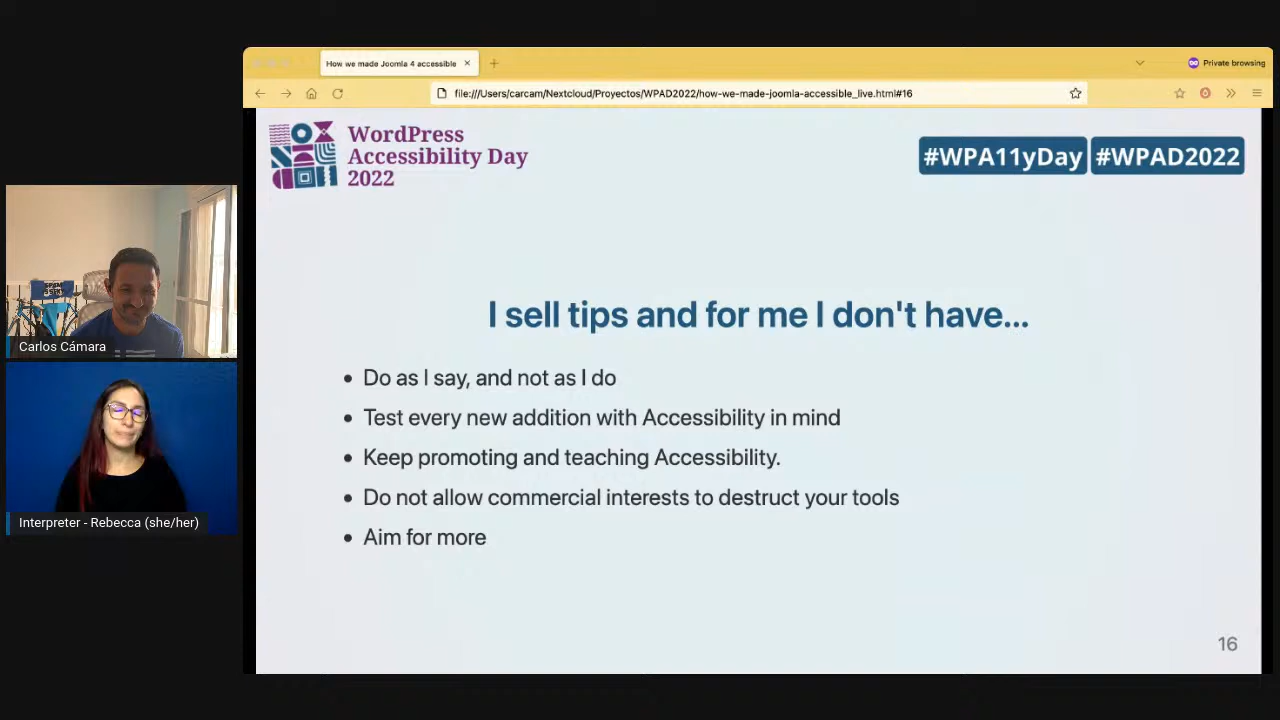 How we made Joomla 4 accessible
Private browsing
file:///Users/carcam/Nextcloud/Proyectos/WPAD2022/how-we-made-joomla-accessible_live.html#16
WordPress
Accessibility Day
2022
#WPA11yDay #WPAD2022
I sell tips and for me I don't have...
• Do as I say, and not as I do
• Test every new addition with Accessibility in mind
• Keep promoting and teaching Accessibility.
• Do not allow commercial interests to destruct your tools
• Aim for more
16
Carlos Cámara
Interpreter - Rebecca (she/her)